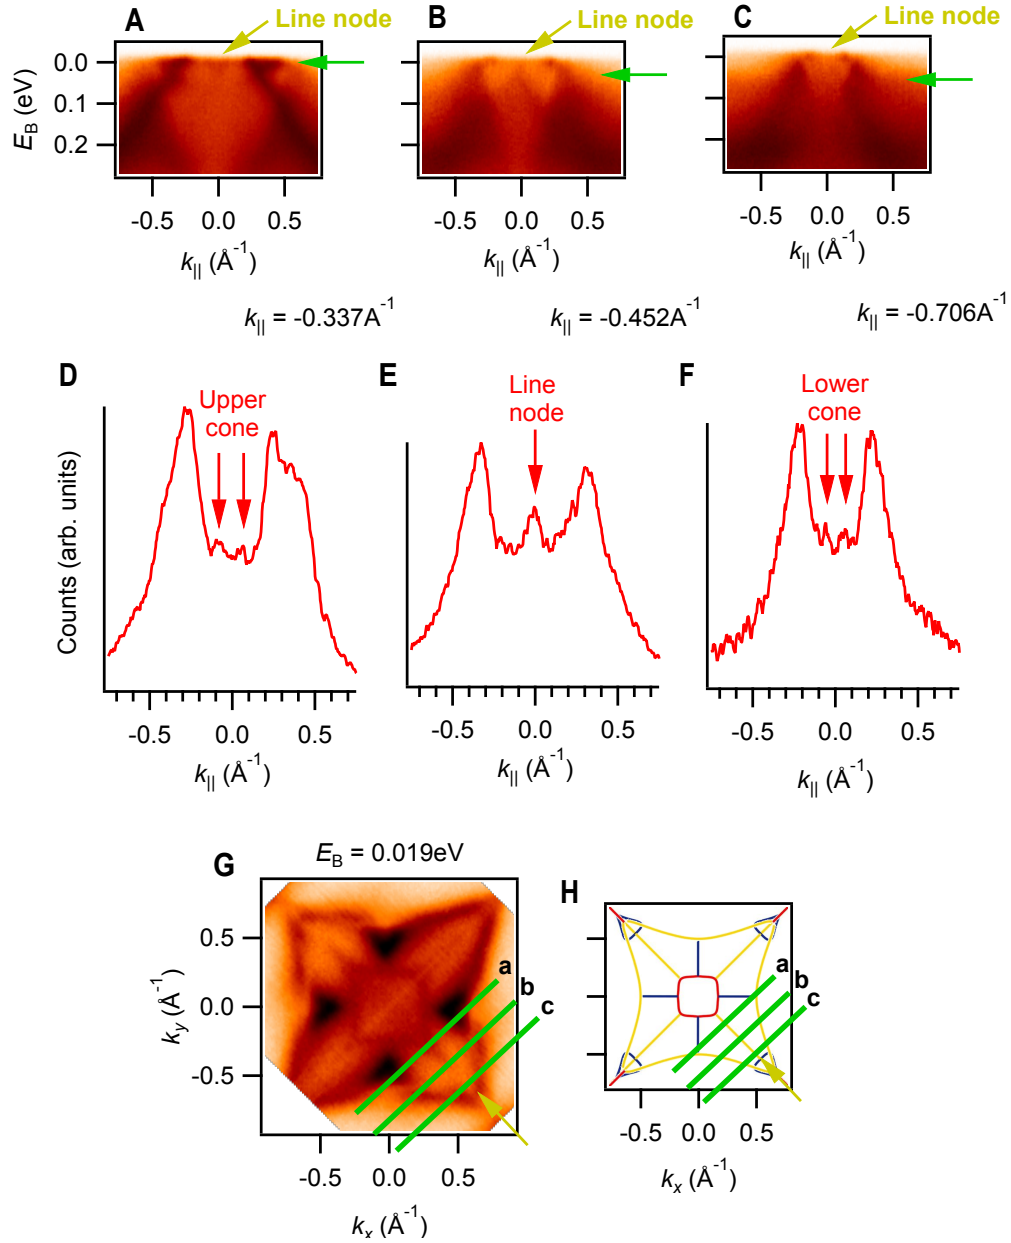 A
Line node
B
Line node
C
Line node
0.0
0.1
0.2
E_B (eV)
-0.5 0.0 0.5
-0.5 0.0 0.5
-0.5 0.0 0.5
k_|| (Å^-1)
k_|| (Å^-1)
k_|| (Å^-1)
k_|| = -0.337A^-1
k_|| = -0.452A^-1
k_|| = -0.706A^-1
D
Upper
cone
E
Line
node
F
Lower
cone
Counts (arb. units)
-0.5 0.0 0.5
-0.5 0.0 0.5
-0.5 0.0 0.5
k_|| (Å^-1)
k_|| (Å^-1)
k_|| (Å^-1)
G
E_B = 0.019eV
0.5
0.0
-0.5
k_y (Å^-1)
a
b
c
-0.5 0.0 0.5
k_x (Å^-1)
H
a
b
c
-0.5 0.0 0.5
k_x (Å^-1)